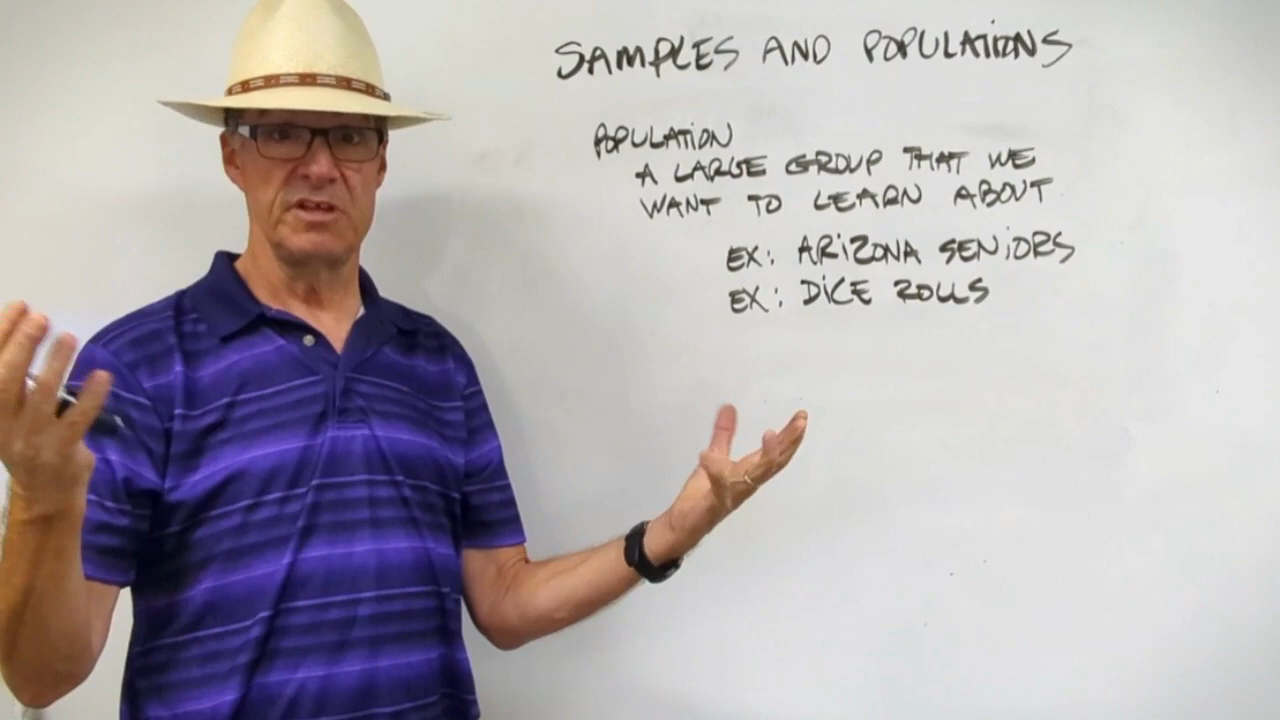 SAMPLES AND POPULATIONS
POPULATION
A LARGE GROUP THAT WE
WANT TO LEARN ABOUT
EX: ARIZONA SENIORS
EX: DICE ROLLS